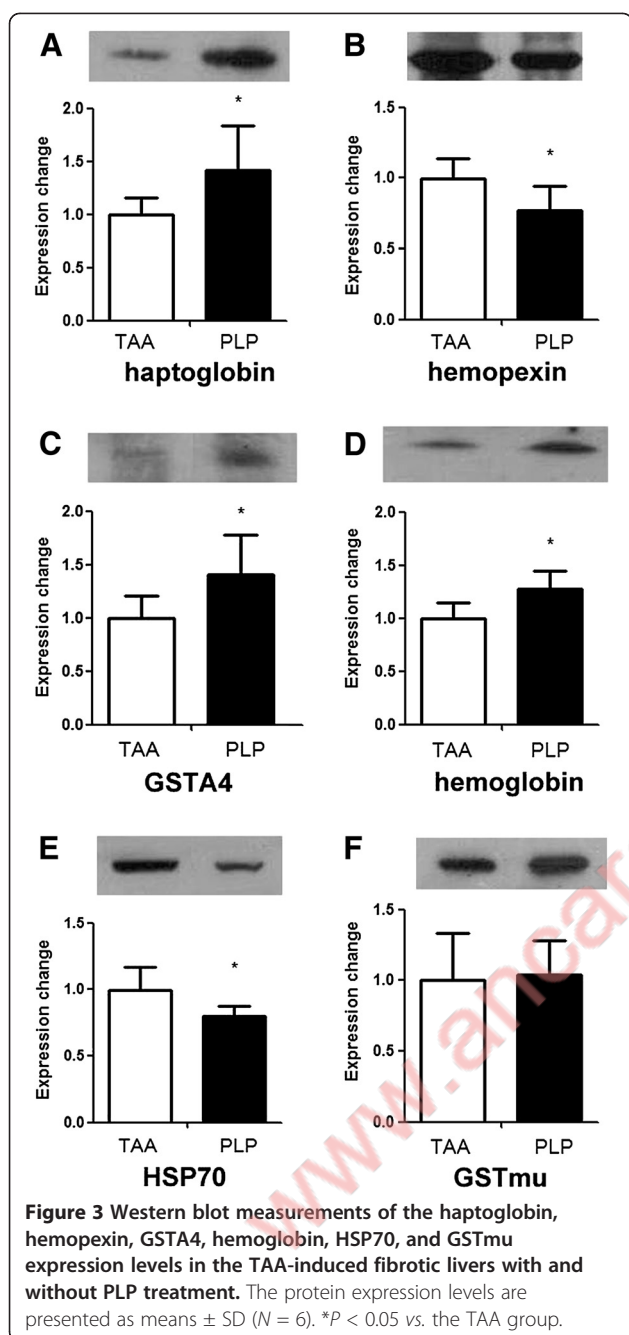 A
B
*
2.0
1.5
1.0
0.5
0.0
Expression change
TAA PLP
haptoglobin
*
1.5
1.0
0.5
0.0
Expression change
TAA PLP
hemopexin
C
D
*
2.0
1.5
1.0
0.5
0.0
Expression change
TAA PLP
GSTA4
*
2.0
1.5
1.0
0.5
0.0
Expression change
TAA PLP
hemoglobin
E
F
*
1.5
1.0
0.5
0.0
Expression change
TAA PLP
HSP70
1.5
1.0
0.5
0.0
Expression change
TAA PLP
GSTmu
www.ancar
Figure 3 Western blot measurements of the haptoglobin,
hemopexin, GSTA4, hemoglobin, HSP70, and GSTmu
expression levels in the TAA-induced fibrotic livers with and
without PLP treatment. The protein expression levels are
presented as means ± SD (N = 6). *P < 0.05 vs. the TAA group.